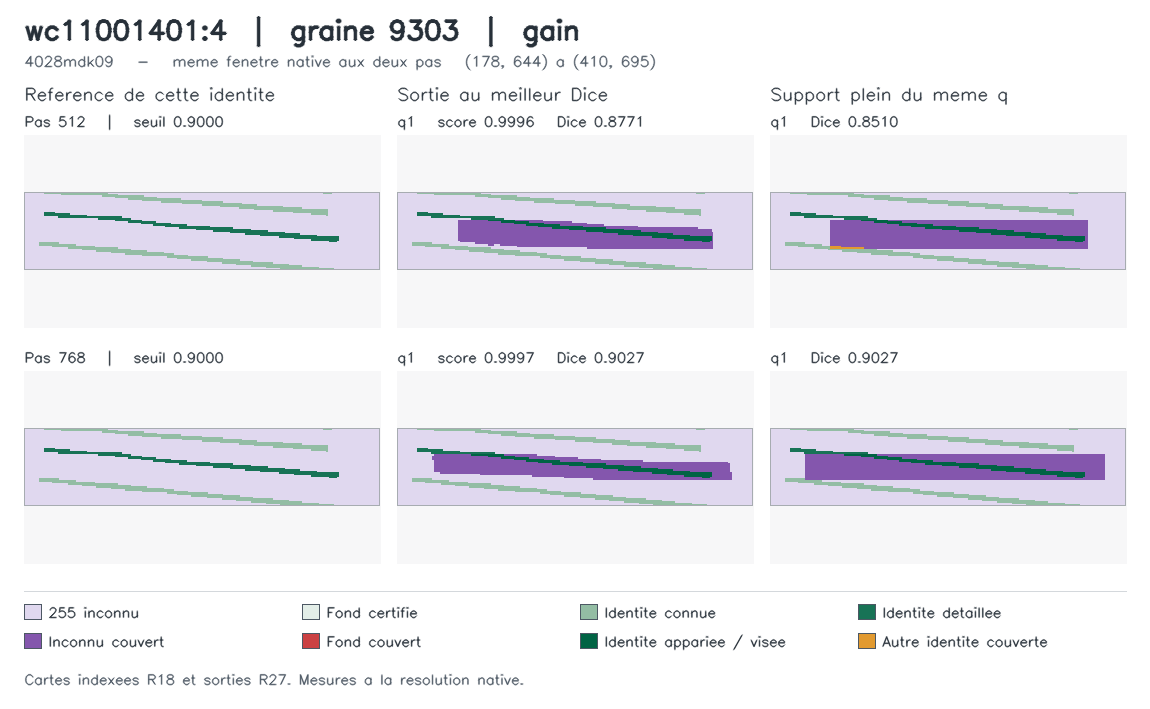 wc11001401:4 | graine 9303 | gain
4028mdk09 – meme fenetre native aux deux pas (178, 644) a (410, 695)
Reference de cette identite Sortie au meilleur Dice Support plein du meme q
Pas 512 | seuil 0.9000 q1 score 0.9996 Dice 0.8771 q1 Dice 0.8510
Pas 768 | seuil 0.9000 q1 score 0.9997 Dice 0.9027 q1 Dice 0.9027
255 inconnu Fond certifie Identite connue Identite detaillee
Inconnu couvert Fond couvert Identite appariee / visee Autre identite couverte
Cartes indexees R18 et sorties R27. Mesures a la resolution native.